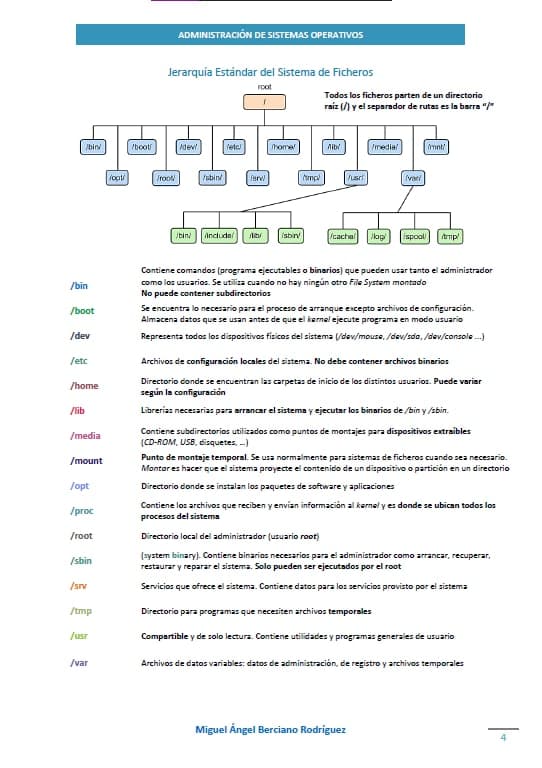 ADMINISTRACIÓN DE SISTEMAS OPERATIVOS
Jerarquía Estándar del Sistema de Ficheros
root
/
Todos los ficheros parten de un directorio
raíz (/) y el separador de rutas es la barra "/"
/bin/ /boot/ /dev/ /etc/ /home/ /lib/ /media/ /mnt/
/opt/ /root/ /sbin/ /srv/ /tmp/ /usr/ /var/
/bin/ /include/ /lib/ /sbin/ /cache/ /log/ /spool/ /tmp/
/bin
Contiene comandos (programa ejecutables o binarios) que pueden usar tanto el administrador
como los usuarios. Se utiliza cuando no hay ningún otro File System montado
No puede contener subdirectorios
/boot
Se encuentra lo necesario para el proceso de arranque excepto archivos de configuración.
Almacena datos que se usan antes de que el kernel ejecute programa en modo usuario
/dev
Representa todos los dispositivos físicos del sistema (/dev/mouse, /dev/sda, /dev/console ...)
/etc
Archivos de configuración locales del sistema. No debe contener archivos binarios
/home
Directorio donde se encuentran las carpetas de inicio de los distintos usuarios. Puede variar
según la configuración
/lib
Librerías necesarias para arrancar el sistema y ejecutar los binarios de /bin y /sbin.
/media
Contiene subdirectorios utilizados como puntos de montajes para dispositivos extraíbles
(CD-ROM, USB, disquetes, ...)
/mount
Punto de montaje temporal. Se usa normalmente para sistemas de ficheros cuando sea necesario.
Montar es hacer que el sistema proyecte el contenido de un dispositivo o partición en un directorio
/opt
Directorio donde se instalan los paquetes de software y aplicaciones
/proc
Contiene los archivos que reciben y envían información al kernel y es donde se ubican todos los
procesos del sistema
/root
Directorio local del administrador (usuario root)
/sbin
(system binary). Contiene binarios necesarios para el administrador como arrancar, recuperar,
restaurar y reparar el sistema. Solo pueden ser ejecutados por el root
/srv
Servicios que ofrece el sistema. Contiene datos para los servicios provisto por el sistema
/tmp
Directorio para programas que necesiten archivos temporales
/usr
Compartible y de solo lectura. Contiene utilidades y programas generales de usuario
/var
Archivos de datos variables: datos de administración, de registro y archivos temporales
Miguel Ángel Berciano Rodríguez
4